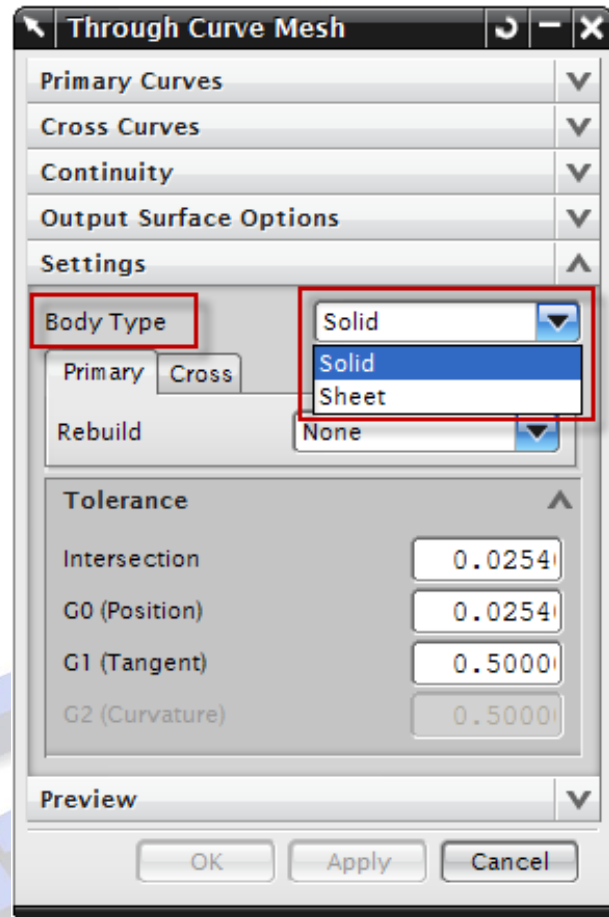 Through Curve Mesh
Primary Curves
Cross Curves
Continuity
Output Surface Options
Settings
Body Type Solid
Solid
Sheet
Primary Cross
Rebuild None
Tolerance
Intersection 0.0254
G0 (Position) 0.0254
G1 (Tangent) 0.5000
G2 (Curvature) 0.5000
Preview
OK Apply Cancel